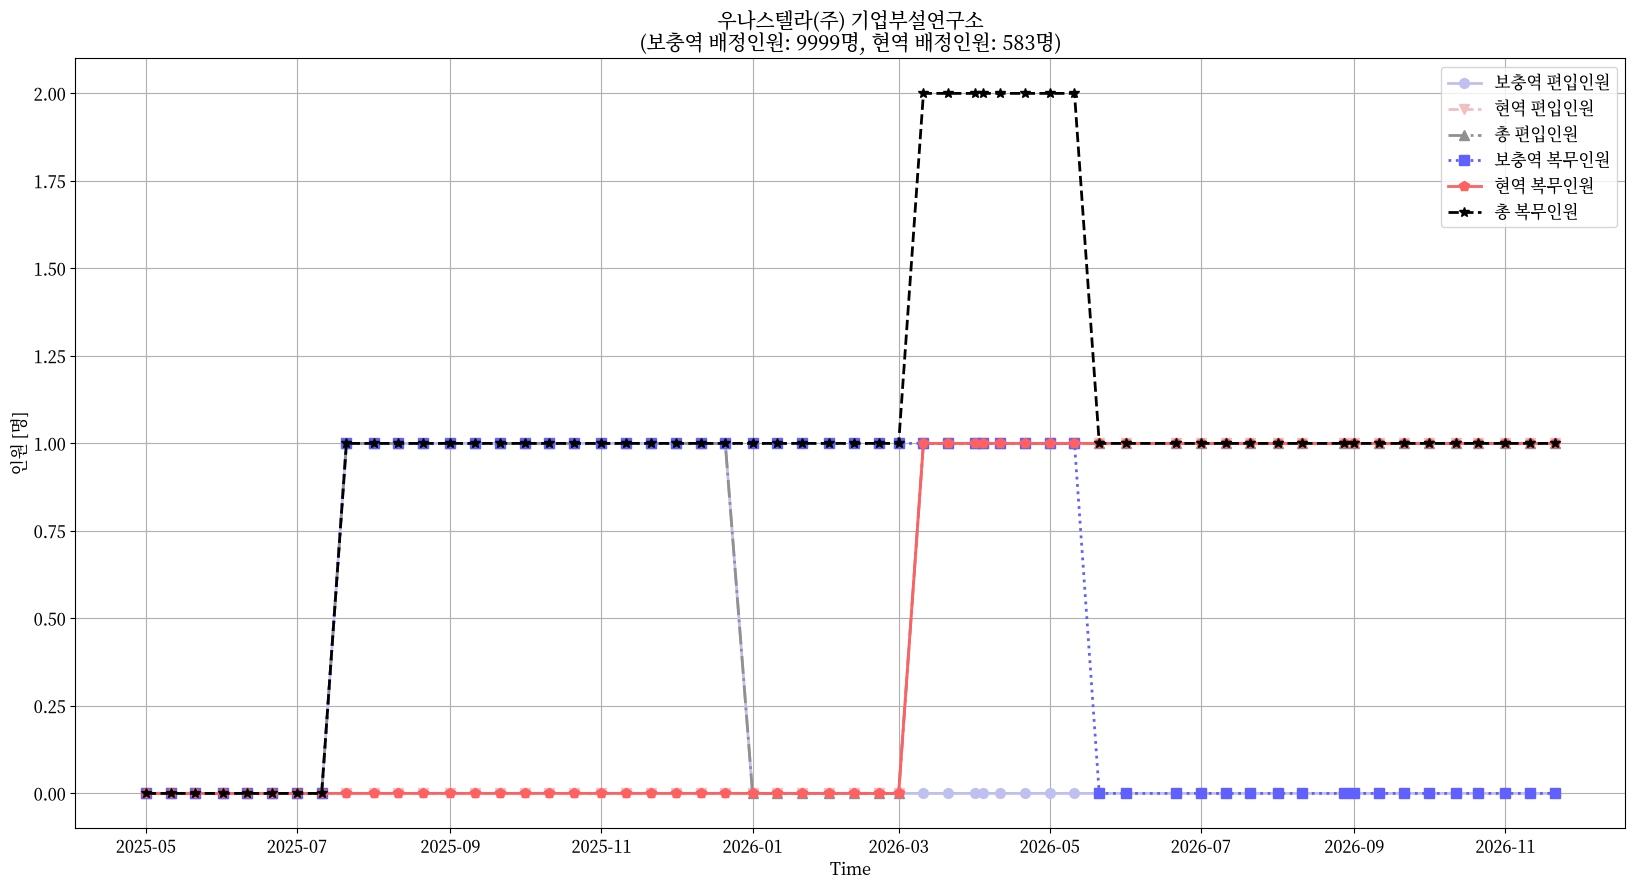 우나스텔라(주) 기업부설연구소
(보충역 배정인원: 9999명, 현역 배정인원: 583명)
보충역 편입인원
현역 편입인원
총 편입인원
보충역 복무인원
현역 복무인원
총 복무인원
인원 [명]
2.00
1.75
1.50
1.25
1.00
0.75
0.50
0.25
0.00
2025-05 2025-07 2025-09 2025-11 2026-01 2026-03 2026-05 2026-07 2026-09 2026-11
Time